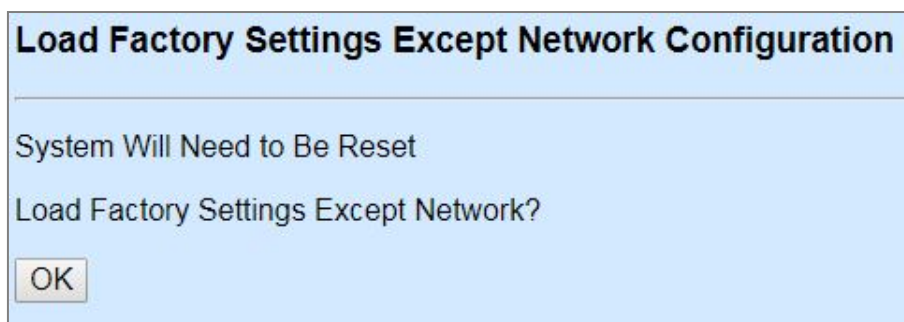 Load Factory Settings Except Network Configuration
System Will Need to Be Reset
Load Factory Settings Except Network?
OK